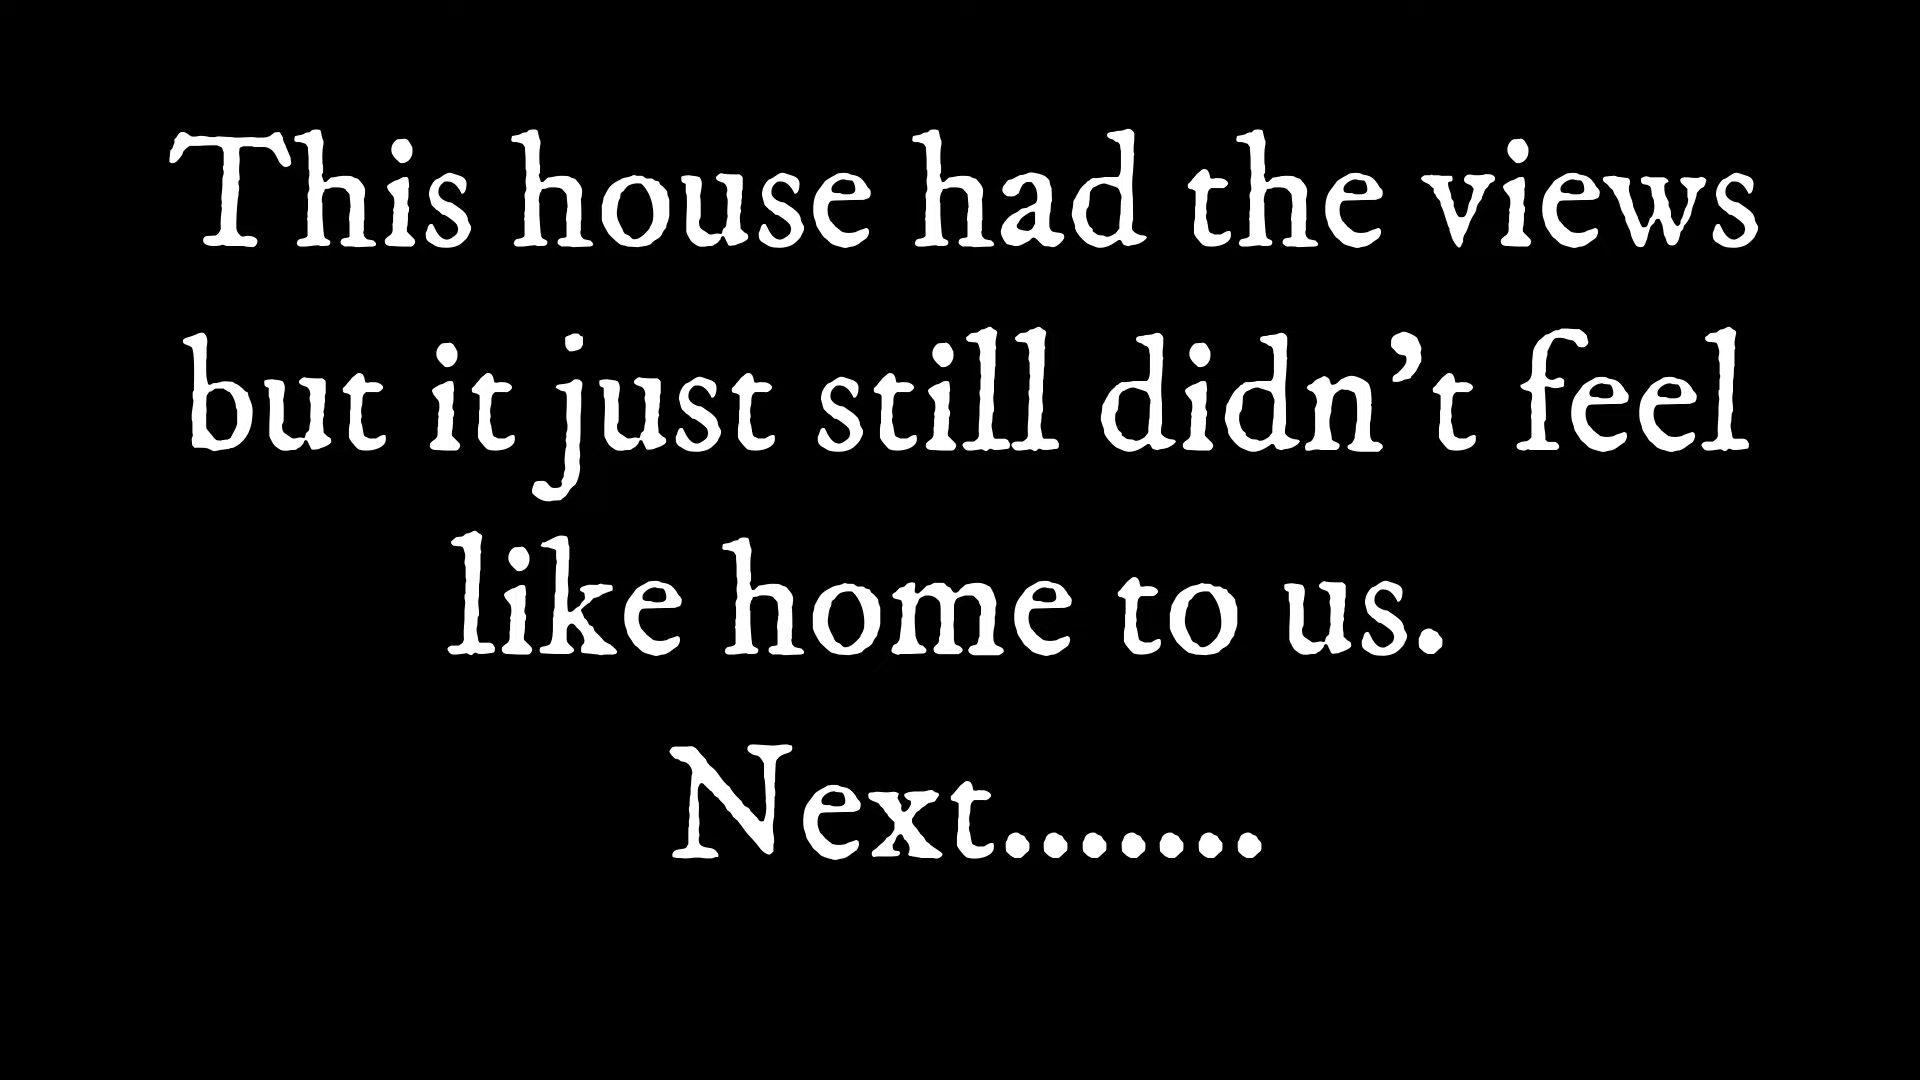 This house had the views
but it just still didn’t feel
like home to us.
Next.......